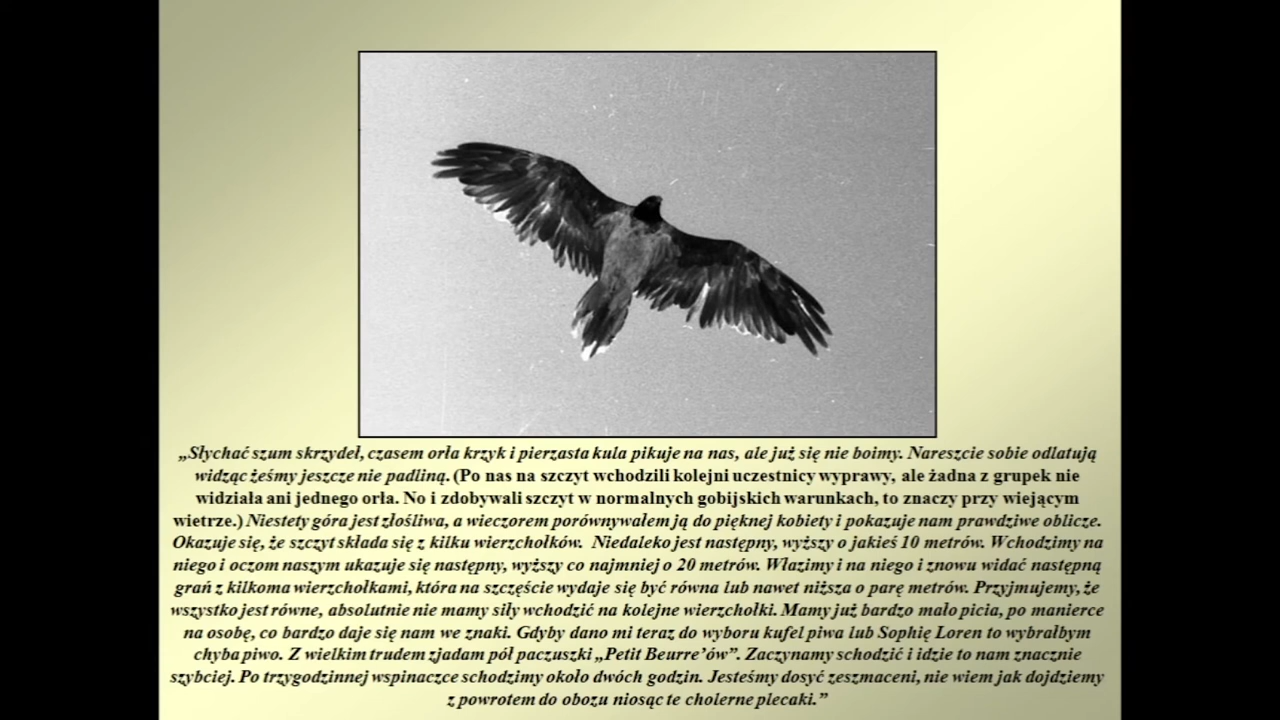 „Słychać szum skrzydeł, czasem orła krzyk i pierzasta kula pikuje na nas, ale już się nie boimy. Nareszcie sobie odlatują
widząc żeśmy jeszcze nie padliną. (Po nas na szczyt wchodzili kolejni uczestnicy wyprawy, ale żadna z grupek nie
widziała ani jednego orła. No i zdobywali szczyt w normalnych gobijskich warunkach, to znaczy przy wiejącym
wietrze.) Niestety góra jest złośliwa, a wieczorem porównywałem ją do pięknej kobiety i pokazuje nam prawdziwe oblicze.
Okazuje się, że szczyt składa się z kilku wierzchołków. Niedaleko jest następny, wyższy o jakieś 10 metrów. Wchodzimy na
niego i oczom naszym ukazuje się następny, wyższy co najmniej o 20 metrów. Włazimy i na niego i znowu widać następną
grań z kilkoma wierzchołkami, która na szczęście wydaje się być równa lub nawet niższa o parę metrów. Przyjmujemy, że
wszystko jest równe, absolutnie nie mamy siły wchodzić na kolejne wierzchołki. Mamy już bardzo mało picia, po manierce
na osobę, co bardzo daje się nam we znaki. Gdyby dano mi teraz do wyboru kufel piwa lub Sophię Loren to wybrałbym
chyba piwo. Z wielkim trudem zjadam pół paczuszki „Petit Beurre’ów”. Zaczynamy schodzić i idzie to nam znacznie
szybciej. Po trzygodzinnej wspinaczce schodzimy około dwóch godzin. Jesteśmy dosyć zeszmaceni, nie wiem jak dojdziemy
z powrotem do obozu niosąc te cholerne plecaki.”